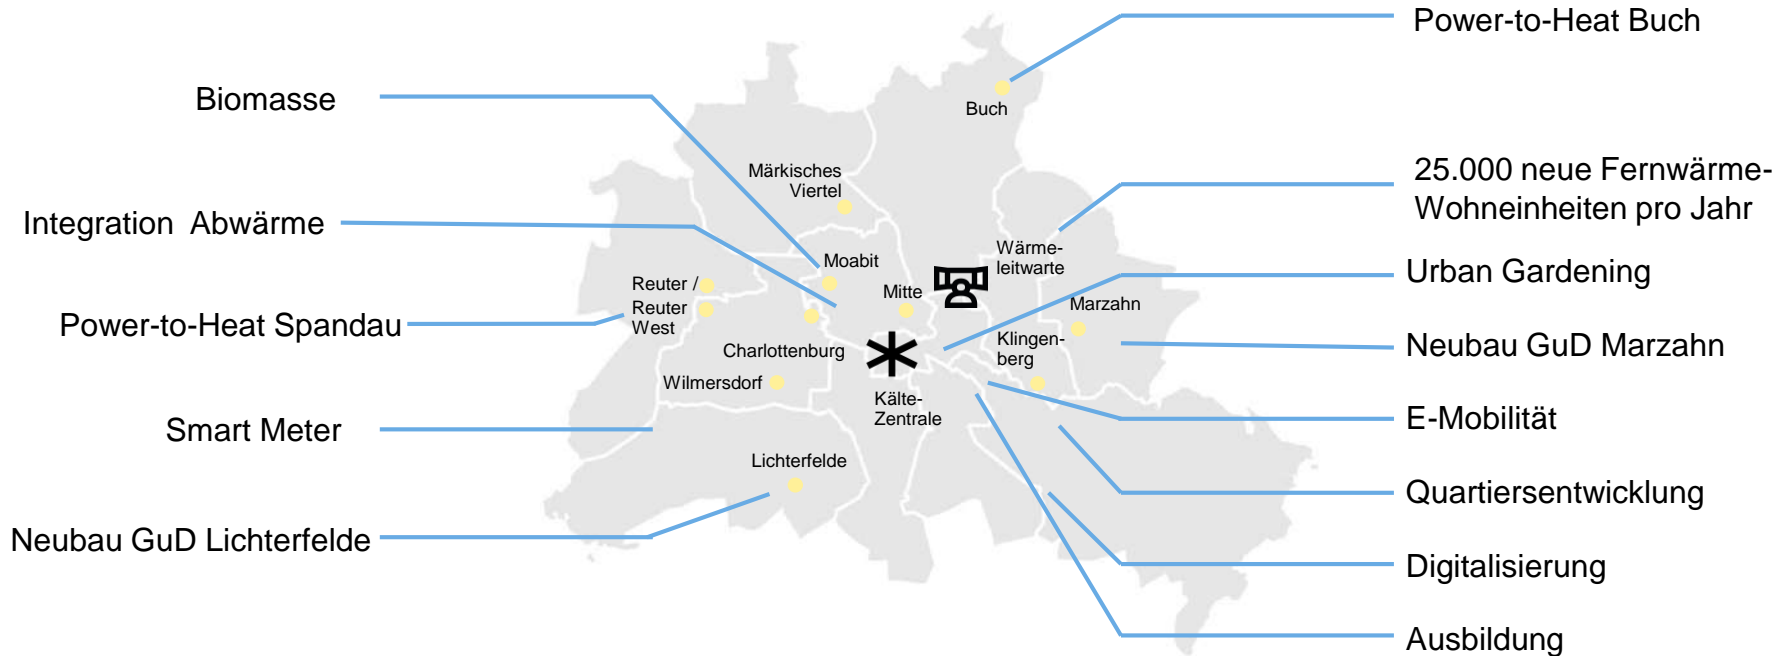 Power-to-Heat Buch
Biomasse
Buch
Märkisches
Viertel
25.000 neue Fernwärme-
Wohneinheiten pro Jahr
Integration Abwärme
Wärme-
leitwarte
Moabit
Urban Gardening
Reuter /
Reuter
West
Mitte
Marzahn
Power-to-Heat Spandau
Klingen-
berg
Neubau GuD Marzahn
Charlottenburg
Wilmersdorf
Kälte-
Zentrale
E-Mobilität
Smart Meter
Lichterfelde
Quartiersentwicklung
Neubau GuD Lichterfelde
Digitalisierung
Ausbildung